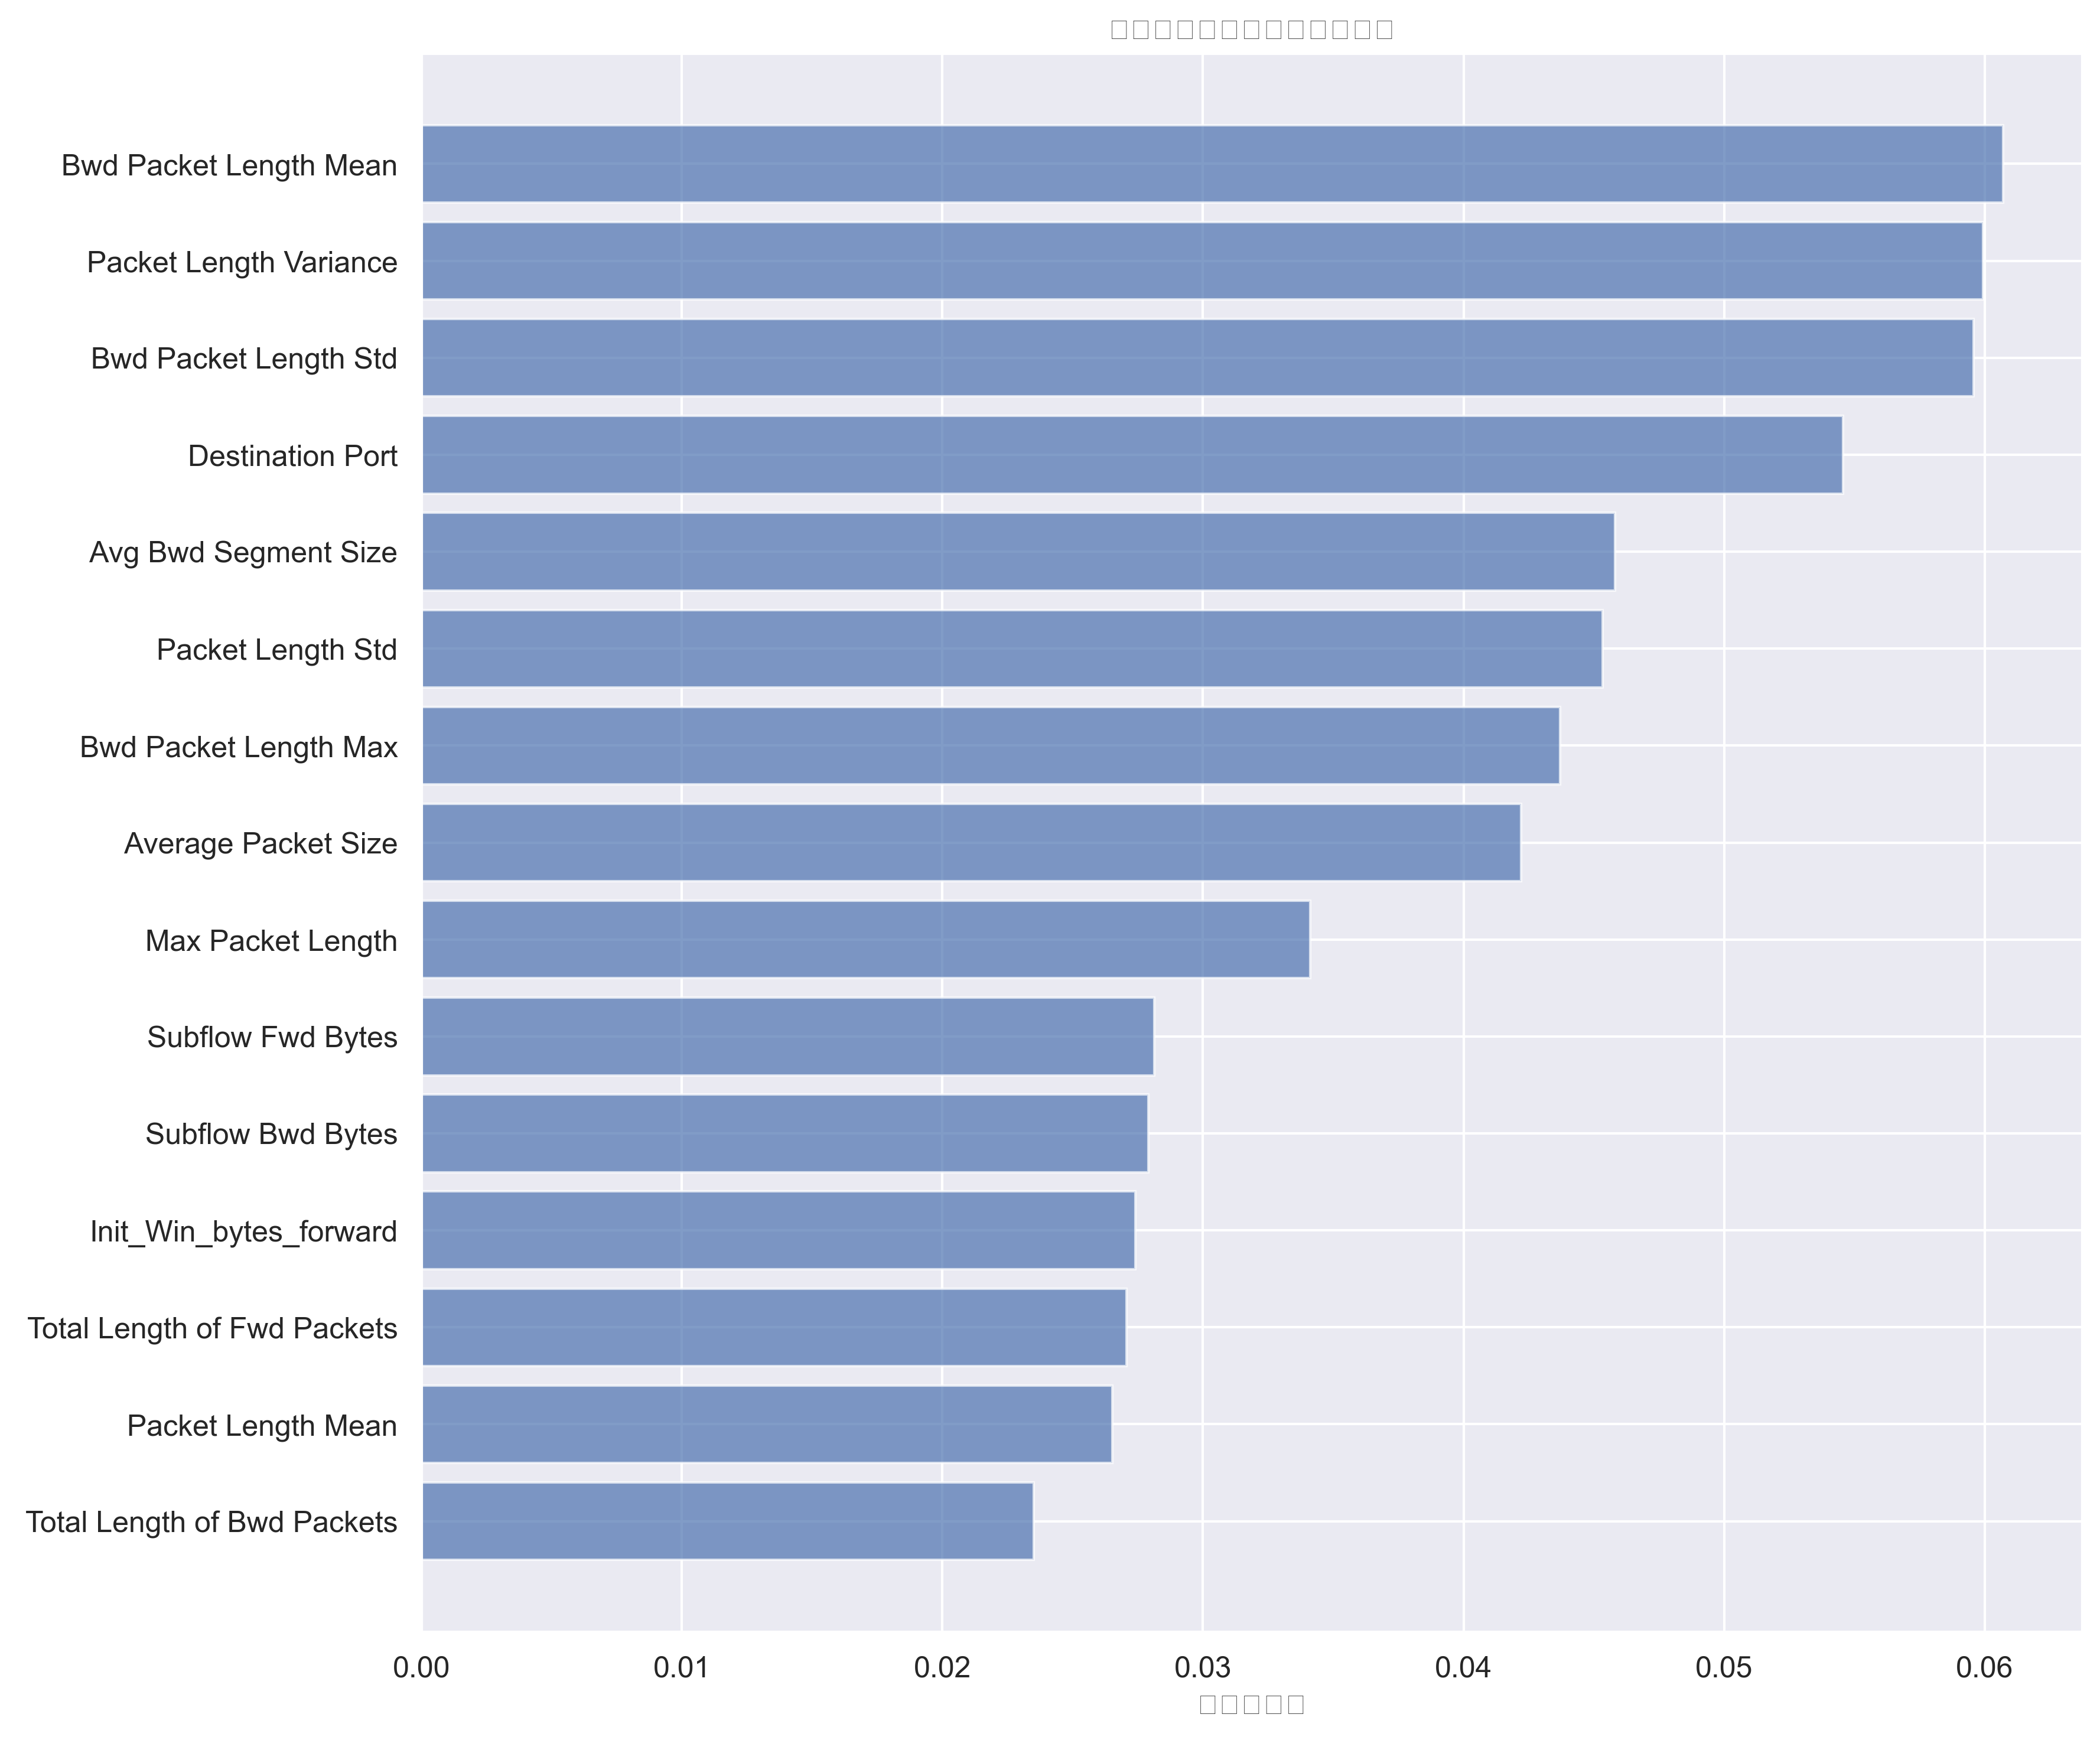 Bwd Packet Length Mean
Packet Length Variance
Bwd Packet Length Std
Destination Port
Avg Bwd Segment Size
Packet Length Std
Bwd Packet Length Max
Average Packet Size
Max Packet Length
Subflow Fwd Bytes
Subflow Bwd Bytes
Init_Win_bytes_forward
Total Length of Fwd Packets
Packet Length Mean
Total Length of Bwd Packets
0.00 0.01 0.02 0.03 0.04 0.05 0.06